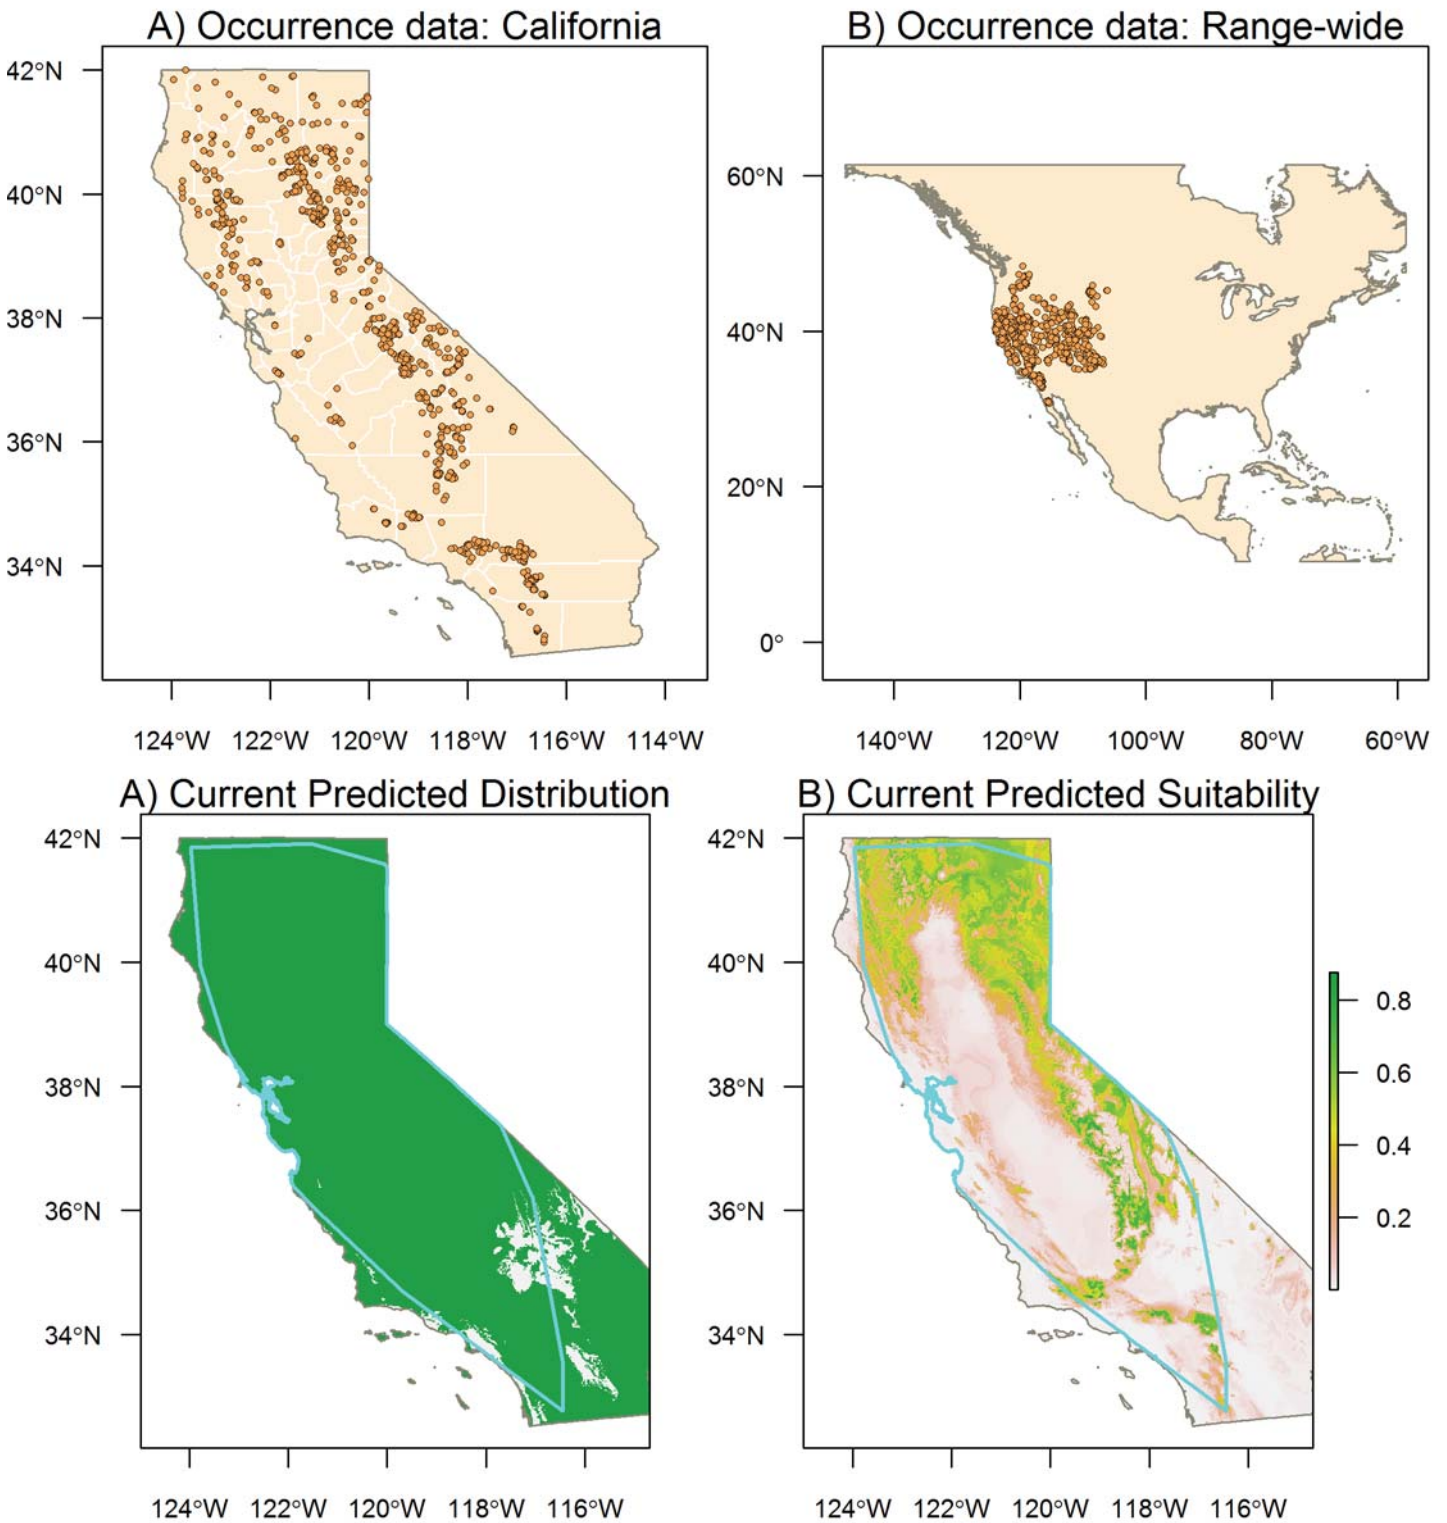 A) Occurrence data: California
B) Occurrence data: Range-wide
42°N
40°N
38°N
36°N
34°N
124°W 122°W 120°W 118°W 116°W 114°W
60°N
40°N
20°N
0°
140°W 120°W 100°W 80°W 60°W
A) Current Predicted Distribution
B) Current Predicted Suitability
42°N
40°N
38°N
36°N
34°N
124°W 122°W 120°W 118°W 116°W
42°N
40°N
38°N
36°N
34°N
124°W 122°W 120°W 118°W 116°W
0.8
0.6
0.4
0.2